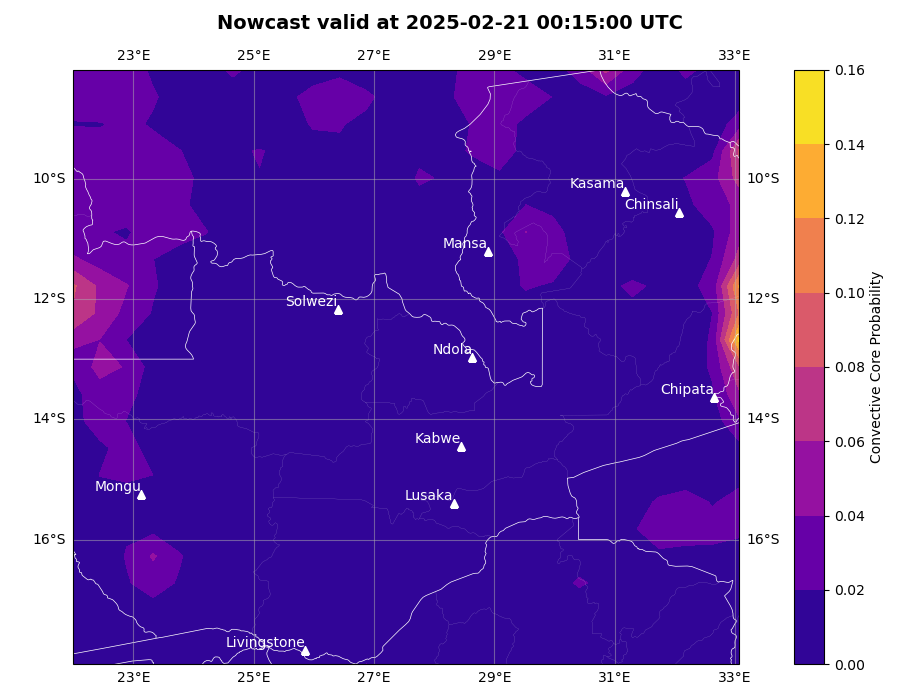 Nowcast valid at 2025-02-21 00:15:00 UTC
23°E 25°E 27°E 29°E 31°E 33°E
0.16
0.14
0.12
0.10
0.08
0.06
0.04
0.02
0.00
Convective Core Probability
10°S 10°S
12°S 12°S
14°S 14°S
16°S 16°S
Kasama
Chinsali
Mansa
Solwezi
Ndola
Chipata
Kabwe
Mongu
Lusaka
Livingstone
23°E 25°E 27°E 29°E 31°E 33°E